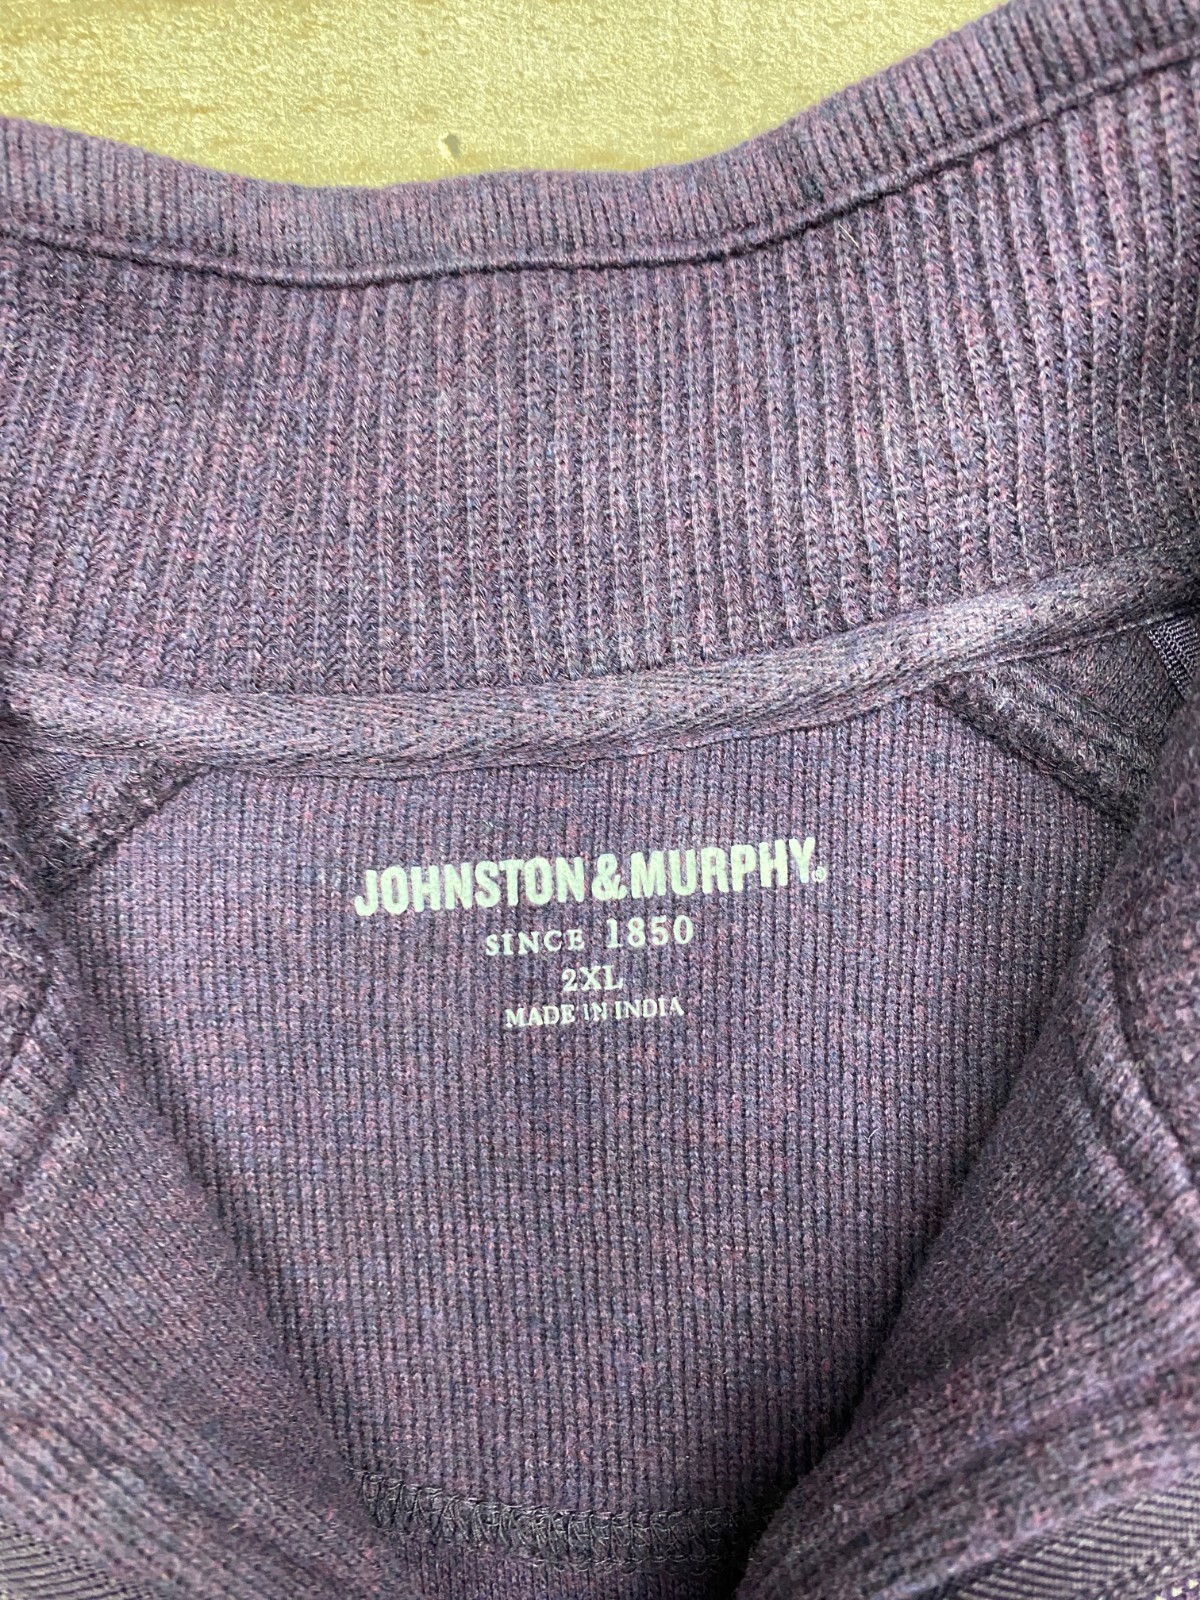 JOHNSTON & MURPHY®
SINCE 1850
2XL
MADE IN INDIA